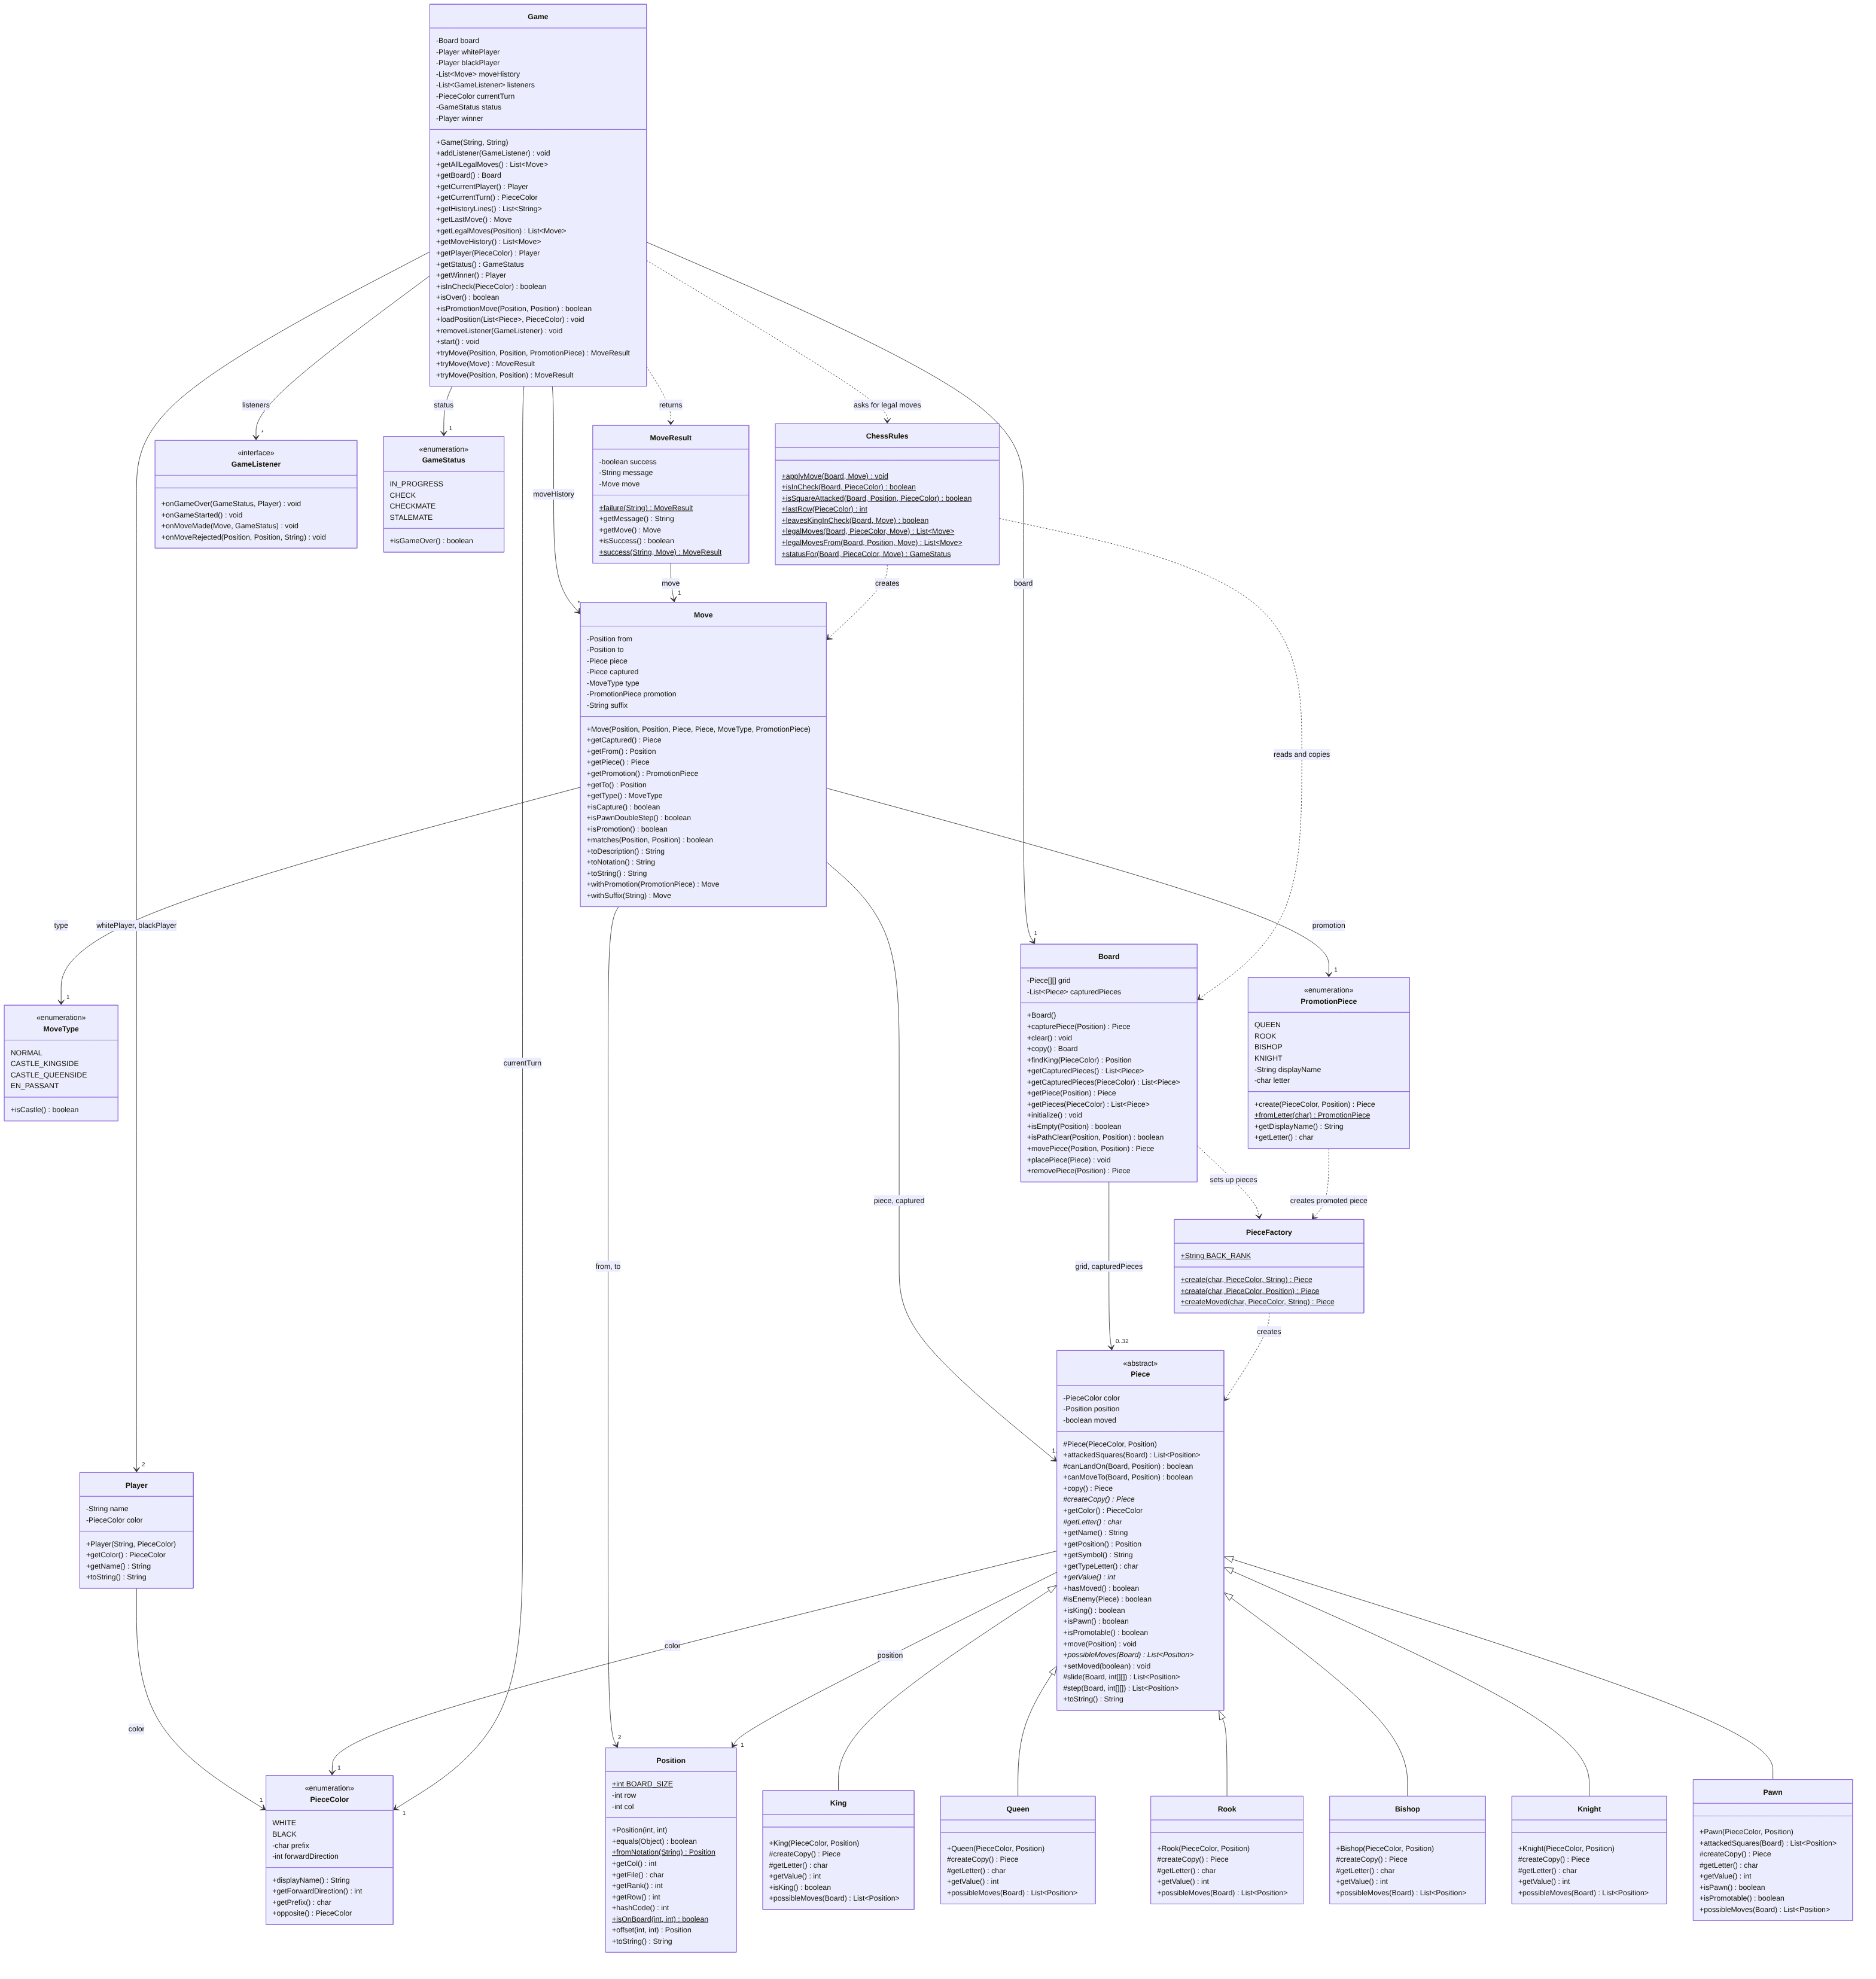 Game
-Board board
-Player whitePlayer
-Player blackPlayer
-List<Move> moveHistory
-List<GameListener> listeners
-PieceColor currentTurn
-GameStatus status
-Player winner
+Game(String, String)
+addListener(GameListener) : void
+getAllLegalMoves() : List<Move>
+getBoard() : Board
+getCurrentPlayer() : Player
+getCurrentTurn() : PieceColor
+getHistoryLines() : List<String>
+getLastMove() : Move
+getLegalMoves(Position) : List<Move>
+getMoveHistory() : List<Move>
+getPlayer(PieceColor) : Player
+getStatus() : GameStatus
+getWinner() : Player
+isInCheck(PieceColor) : boolean
+isOver() : boolean
+isPromotionMove(Position, Position) : boolean
+loadPosition(List<Piece>, PieceColor) : void
+removeListener(GameListener) : void
+start() : void
+tryMove(Position, Position, PromotionPiece) : MoveResult
+tryMove(Move) : MoveResult
+tryMove(Position, Position) : MoveResult
listeners
*
status
1
returns
asks for legal moves
«interface»
GameListener
+onGameOver(GameStatus, Player) : void
+onGameStarted() : void
+onMoveMade(Move, GameStatus) : void
+onMoveRejected(Position, Position, String) : void
«enumeration»
GameStatus
IN_PROGRESS
CHECK
CHECKMATE
STALEMATE
+isGameOver() : boolean
moveHistory
*
MoveResult
-boolean success
-String message
-Move move
+failure(String) : MoveResult
+getMessage() : String
+getMove() : Move
+isSuccess() : boolean
+success(String, Move) : MoveResult
ChessRules
+applyMove(Board, Move) : void
+isInCheck(Board, PieceColor) : boolean
+isSquareAttacked(Board, Position, PieceColor) : boolean
+lastRow(PieceColor) : int
+leavesKingInCheck(Board, Move) : boolean
+legalMoves(Board, PieceColor, Move) : List<Move>
+legalMovesFrom(Board, Position, Move) : List<Move>
+statusFor(Board, PieceColor, Move) : GameStatus
move
1
creates
board
1
reads and copies
Move
-Position from
-Position to
-Piece piece
-Piece captured
-MoveType type
-PromotionPiece promotion
-String suffix
+Move(Position, Position, Piece, Piece, MoveType, PromotionPiece)
+getCaptured() : Piece
+getFrom() : Position
+getPiece() : Piece
+getPromotion() : PromotionPiece
+getTo() : Position
+getType() : MoveType
+isCapture() : boolean
+isPawnDoubleStep() : boolean
+isPromotion() : boolean
+matches(Position, Position) : boolean
+toDescription() : String
+toNotation() : String
+toString() : String
+withPromotion(PromotionPiece) : Move
+withSuffix(String) : Move
type
1
whitePlayer, blackPlayer
2
promotion
1
«enumeration»
MoveType
NORMAL
CASTLE_KINGSIDE
CASTLE_QUEENSIDE
EN_PASSANT
+isCastle() : boolean
currentTurn
1
Board
-Piece[][] grid
-List<Piece> capturedPieces
+Board()
+capturePiece(Position) : Piece
+clear() : void
+copy() : Board
+findKing(PieceColor) : Position
+getCapturedPieces() : List<Piece>
+getCapturedPieces(PieceColor) : List<Piece>
+getPiece(Position) : Piece
+getPieces(PieceColor) : List<Piece>
+initialize() : void
+isEmpty(Position) : boolean
+isPathClear(Position, Position) : boolean
+movePiece(Position, Position) : Piece
+placePiece(Piece) : void
+removePiece(Position) : Piece
«enumeration»
PromotionPiece
QUEEN
ROOK
BISHOP
KNIGHT
-String displayName
-char letter
+create(PieceColor, Position) : Piece
+fromLetter(char) : PromotionPiece
+getDisplayName() : String
+getLetter() : char
sets up pieces
creates promoted piece
piece, captured
from, to
2
grid, capturedPieces
0..32
PieceFactory
+String BACK_RANK
+create(char, PieceColor, String) : Piece
+create(char, PieceColor, Position) : Piece
+createMoved(char, PieceColor, String) : Piece
creates
«abstract»
Piece
-PieceColor color
-Position position
-boolean moved
#Piece(PieceColor, Position)
+attackedSquares(Board) : List<Position>
#canLandOn(Board, Position) : boolean
+canMoveTo(Board, Position) : boolean
+copy() : Piece
#createCopy() : Piece
+getColor() : PieceColor
#getLetter() : char
+getName() : String
+getPosition() : Position
+getSymbol() : String
+getTypeLetter() : char
+getValue() : int
+hasMoved() : boolean
#isEnemy(Piece) : boolean
+isKing() : boolean
+isPawn() : boolean
+isPromotable() : boolean
+move(Position) : void
+possibleMoves(Board) : List<Position>
+setMoved(boolean) : void
#slide(Board, int[][]) : List<Position>
#step(Board, int[][]) : List<Position>
+toString() : String
Player
-String name
-PieceColor color
+Player(String, PieceColor)
+getColor() : PieceColor
+getName() : String
+toString() : String
color
1
color
1
position
1
«enumeration»
PieceColor
WHITE
BLACK
-char prefix
-int forwardDirection
+displayName() : String
+getForwardDirection() : int
+getPrefix() : char
+opposite() : PieceColor
Position
+int BOARD_SIZE
-int row
-int col
+Position(int, int)
+equals(Object) : boolean
+fromNotation(String) : Position
+getCol() : int
+getFile() : char
+getRank() : int
+getRow() : int
+hashCode() : int
+isOnBoard(int, int) : boolean
+offset(int, int) : Position
+toString() : String
King
+King(PieceColor, Position)
#createCopy() : Piece
#getLetter() : char
+getValue() : int
+isKing() : boolean
+possibleMoves(Board) : List<Position>
Queen
+Queen(PieceColor, Position)
#createCopy() : Piece
#getLetter() : char
+getValue() : int
+possibleMoves(Board) : List<Position>
Rook
+Rook(PieceColor, Position)
#createCopy() : Piece
#getLetter() : char
+getValue() : int
+possibleMoves(Board) : List<Position>
Bishop
+Bishop(PieceColor, Position)
#createCopy() : Piece
#getLetter() : char
+getValue() : int
+possibleMoves(Board) : List<Position>
Knight
+Knight(PieceColor, Position)
#createCopy() : Piece
#getLetter() : char
+getValue() : int
+possibleMoves(Board) : List<Position>
Pawn
+Pawn(PieceColor, Position)
+attackedSquares(Board) : List<Position>
#createCopy() : Piece
#getLetter() : char
+getValue() : int
+isPawn() : boolean
+isPromotable() : boolean
+possibleMoves(Board) : List<Position>